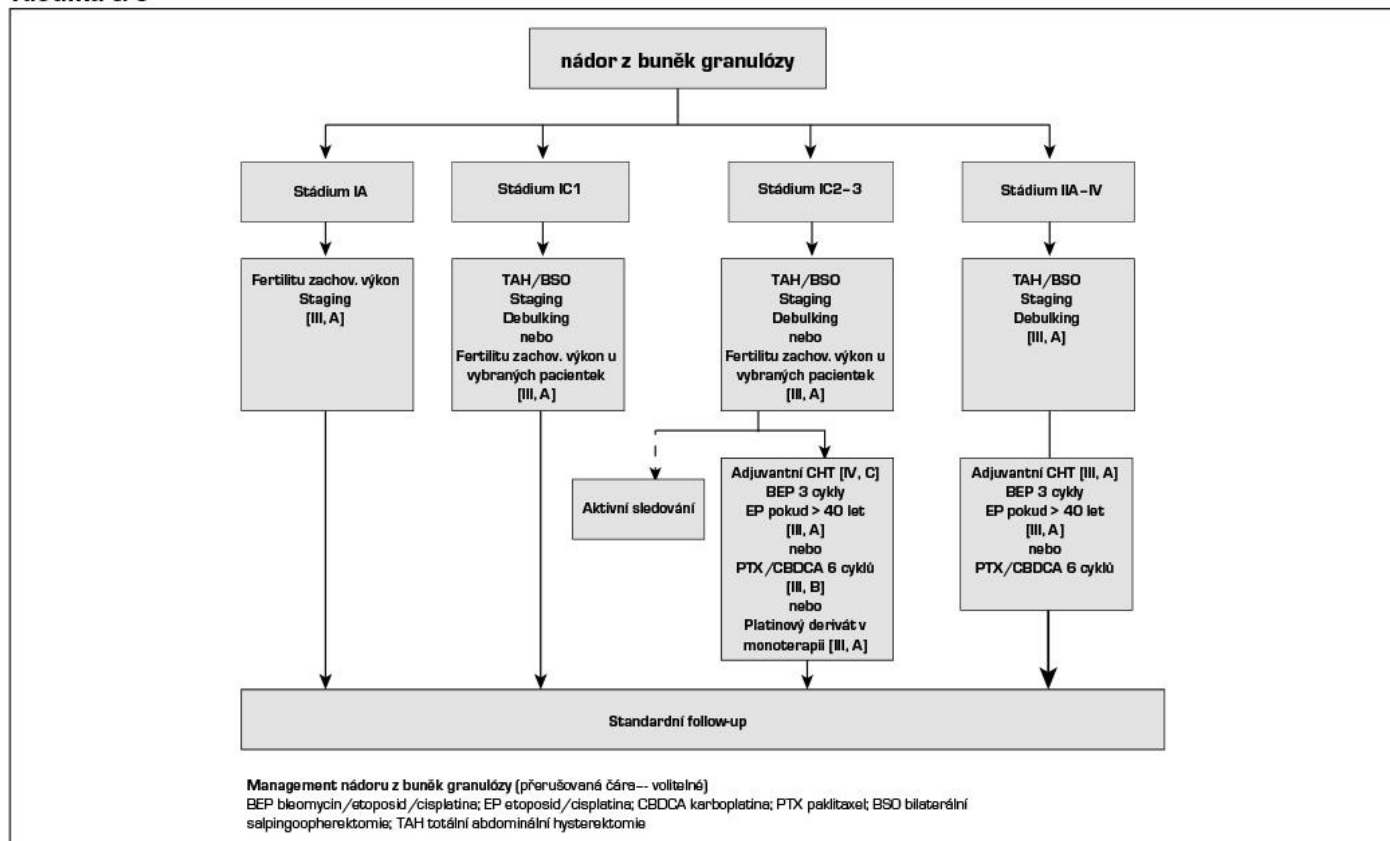 nádor z buněk granulózy
Stádium IA
Stádium IC1
Stádium IC2–3
Stádium IIA–IV
Fertilitu zachov. výkon
Staging
[III, A]
TAH/BSO
Staging
Debulking
nebo
Fertilitu zachov. výkon u
vybraných pacientek
[III, A]
TAH/BSO
Staging
Debulking
nebo
Fertilitu zachov. výkon u
vybraných pacientek
[III, A]
TAH/BSO
Staging
Debulking
[III, A]
Aktivní sledování
Adjuvantní CHT [IV, C]
BEP 3 cykly
EP pokud > 40 let
[III, A]
nebo
PTX/CBDCA 6 cyklů
[III, B]
nebo
Platinový derivát v
monoterapii [III, A]
Adjuvantní CHT [III, A]
BEP 3 cykly
EP pokud > 40 let
[III, A]
nebo
PTX/CBDCA 6 cyklů
Standardní follow-up
Management nádoru z buněk granulózy (přerušovaná čára–- volitelné)
BEP bleomycin/etoposid/cisplatina; EP etoposid/cisplatina; CBDCA karboplatina; PTX paklitaxel; BSO bilaterální
salpingoopherektomie; TAH totální abdominální hysterektomie